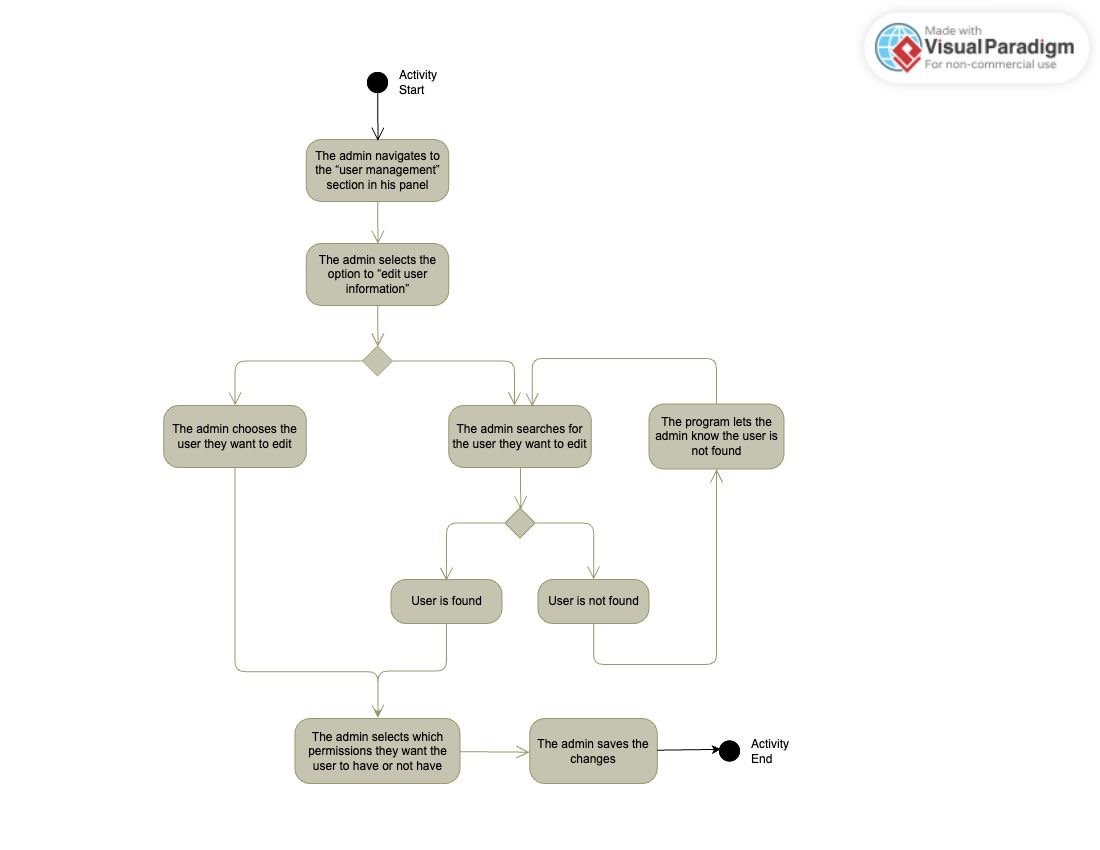 Made with
Visual Paradigm
For non-commercial use
Activity
Start
The admin navigates to
the “user management”
section in his panel
The admin selects the
option to “edit user
information”
The admin chooses the
user they want to edit
The admin searches for
the user they want to edit
The program lets the
admin know the user is
not found
User is found
User is not found
The admin selects which
permissions they want the
user to have or not have
The admin saves the
changes
Activity
End